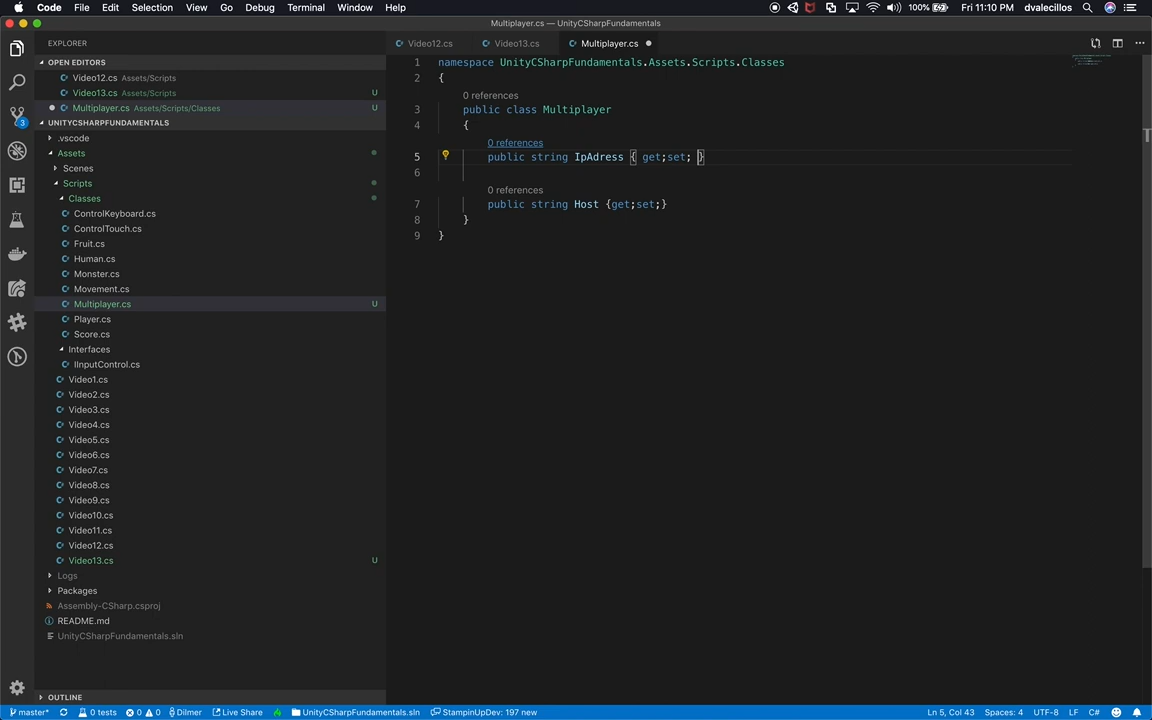 Code File Edit Selection View Go Debug Terminal Window Help 100% Fri 11:10 PM dvalecillos
Multiplayer.cs — UnityCSharpFundamentals
EXPLORER
Video12.cs Video13.cs Multiplayer.cs
OPEN EDITORS
Video12.cs Assets/Scripts
Video13.cs Assets/Scripts U
Multiplayer.cs Assets/Scripts/Classes
UNITYCSHARPFUNDAMENTALS
.vscode
Assets
Scenes
Scripts
Classes
ControlKeyboard.cs
ControlTouch.cs
Fruit.cs
Human.cs
Monster.cs
Movement.cs
Multiplayer.cs U
Player.cs
Score.cs
Interfaces
IInputControl.cs
Video1.cs
Video2.cs
Video3.cs
Video4.cs
Video5.cs
Video6.cs
Video7.cs
Video8.cs
Video9.cs
Video10.cs
Video11.cs
Video12.cs
Video13.cs U
Logs
Packages
Assembly-CSharp.csproj
README.md
UnityCSharpFundamentals.sln
OUTLINE
3
1 namespace UnityCSharpFundamentals.Assets.Scripts.Classes
2 {
0 references
3 public class Multiplayer
4 {
0 references
5 public string IpAdress { get;set; }
6
0 references
7 public string Host {get;set;}
8 }
9 }
master* 0 tests 0 0 Dilmer Live Share UnityCSharpFundamentals.sln StampinUpDev: 197 new Ln 5, Col 43 Spaces: 4 UTF-8 LF C#